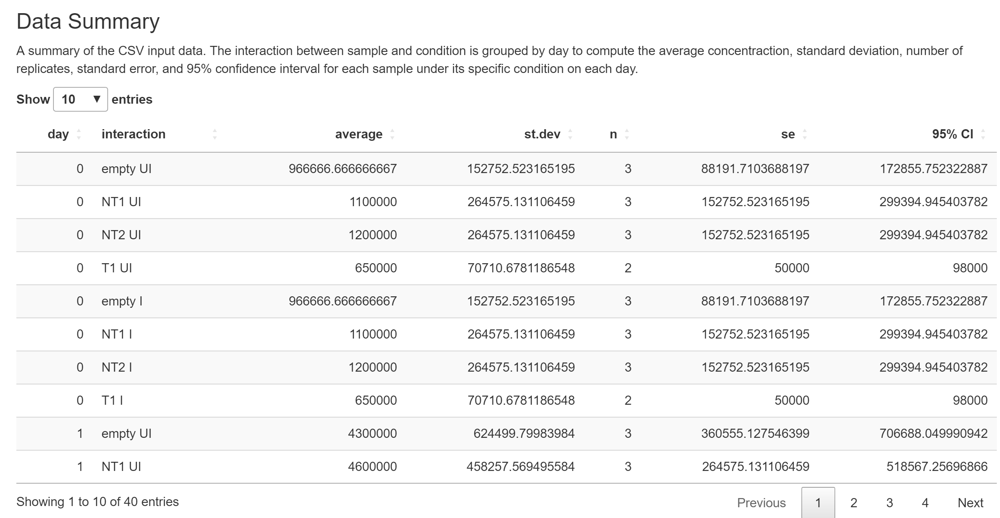 Data Summary
A summary of the CSV input data. The interaction between sample and condition is grouped by day to compute the average concentraction, standard deviation, number of
replicates, standard error, and 95% confidence interval for each sample under its specific condition on each day.
Show 10 ▼ entries
day interaction average st.dev n se 95% CI
0 empty UI 966666.666666667 152752.523165195 3 88191.7103688197 172855.752322887
0 NT1 UI 1100000 264575.131106459 3 152752.523165195 299394.945403782
0 NT2 UI 1200000 264575.131106459 3 152752.523165195 299394.945403782
0 T1 UI 650000 70710.6781186548 2 50000 98000
0 empty I 966666.666666667 152752.523165195 3 88191.7103688197 172855.752322887
0 NT1 I 1100000 264575.131106459 3 152752.523165195 299394.945403782
0 NT2 I 1200000 264575.131106459 3 152752.523165195 299394.945403782
0 T1 I 650000 70710.6781186548 2 50000 98000
1 empty UI 4300000 624499.79983984 3 360555.127546399 706688.049990942
1 NT1 UI 4600000 458257.569495584 3 264575.131106459 518567.25696866
Showing 1 to 10 of 40 entries
Previous 1 2 3 4 Next